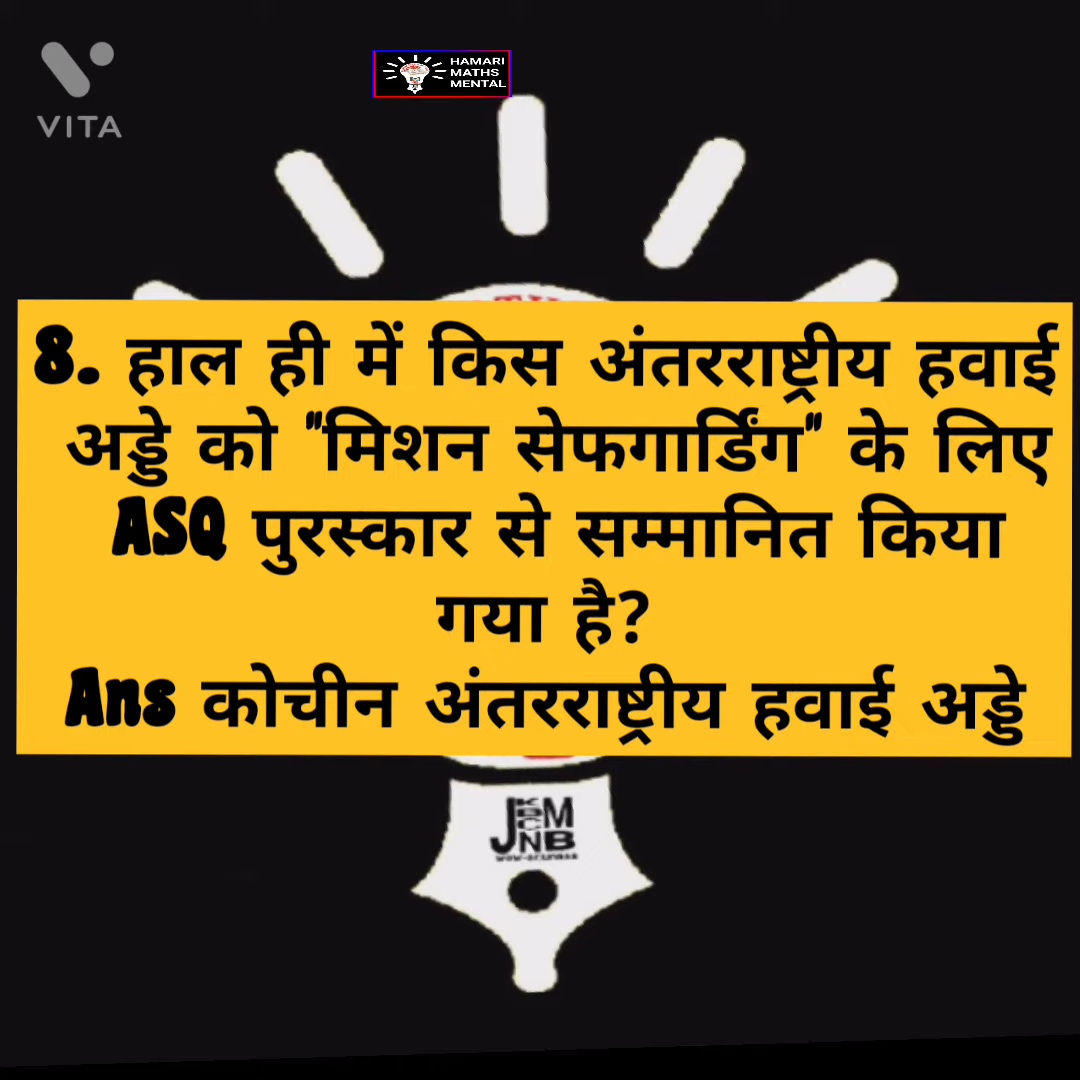 VITA
HAMARI
MATHS
MENTAL
8. हाल ही में किस अंतरराष्ट्रीय हवाई
अड्डे को "मिशन सेफगार्डिंग" के लिए
ASQ पुरस्कार से सम्मानित किया
गया है?
Ans कोचीन अंतरराष्ट्रीय हवाई अड्डे